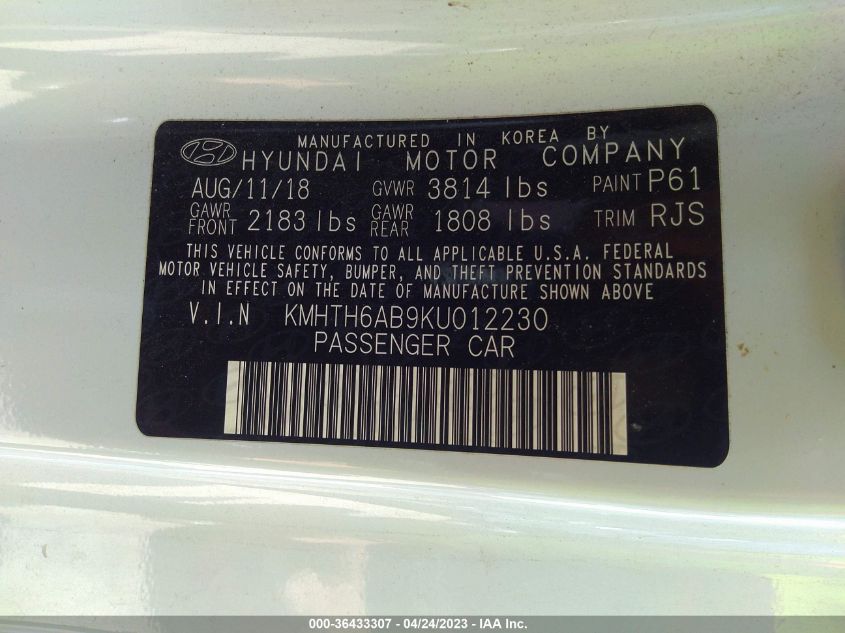 MANUFACTURED IN KOREA BY
HYUNDAI MOTOR COMPANY
AUG/11/18 GVWR 3814 lbs PAINT P61
GAWR FRONT 2183 lbs GAWR REAR 1808 lbs TRIM RJS
THIS VEHICLE CONFORMS TO ALL APPLICABLE U.S.A. FEDERAL
MOTOR VEHICLE SAFETY, BUMPER, AND THEFT PREVENTION STANDARDS
IN EFFECT ON THE DATE OF MANUFACTURE SHOWN ABOVE
V.I.N KMHTH6AB9KU012230
PASSENGER CAR
000-36433307 - 04/24/2023 - IAA Inc.